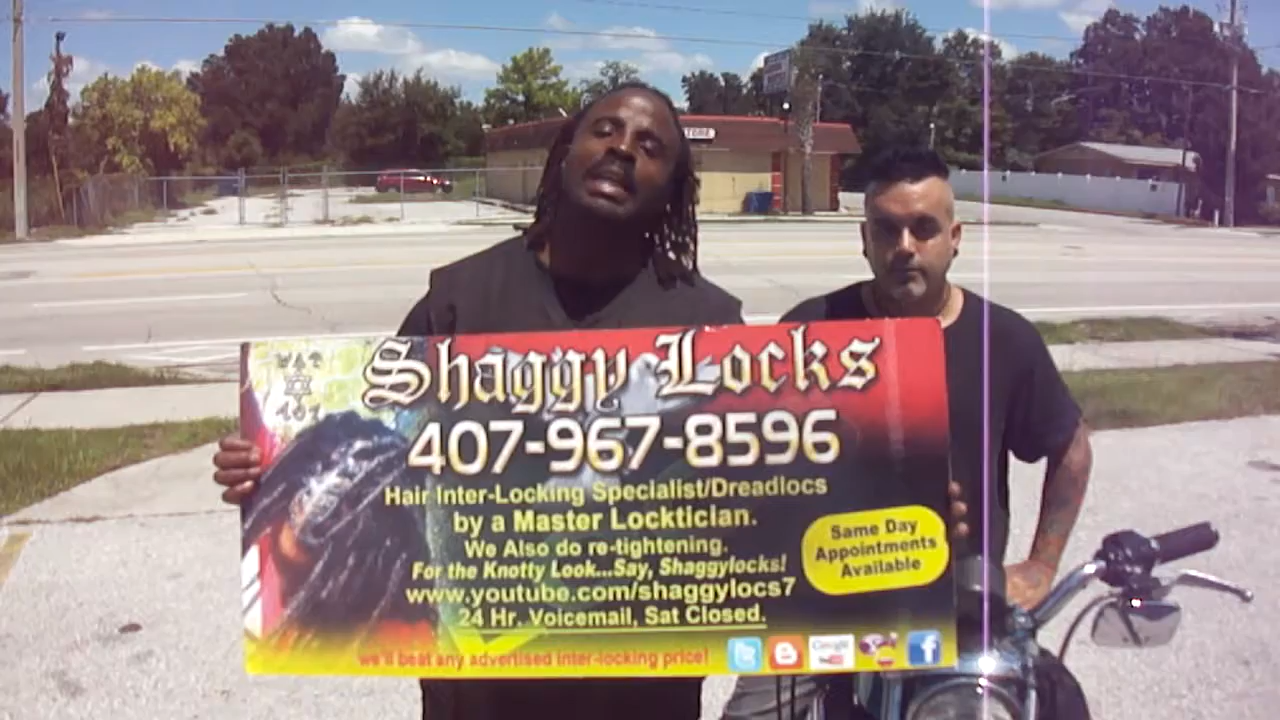 TORE
Shaggy Locks
407-967-8596
Hair Inter-Locking Specialist/Dreadlocs
by a Master Locktician.
We Also do re-tightening.
For the Knotty Look...Say, Shaggylocks!
www.youtube.com/shaggylocs7
24 Hr. Voicemail, Sat Closed.
Same Day
Appointments
Available
we'll beat any advertised inter-locking price!